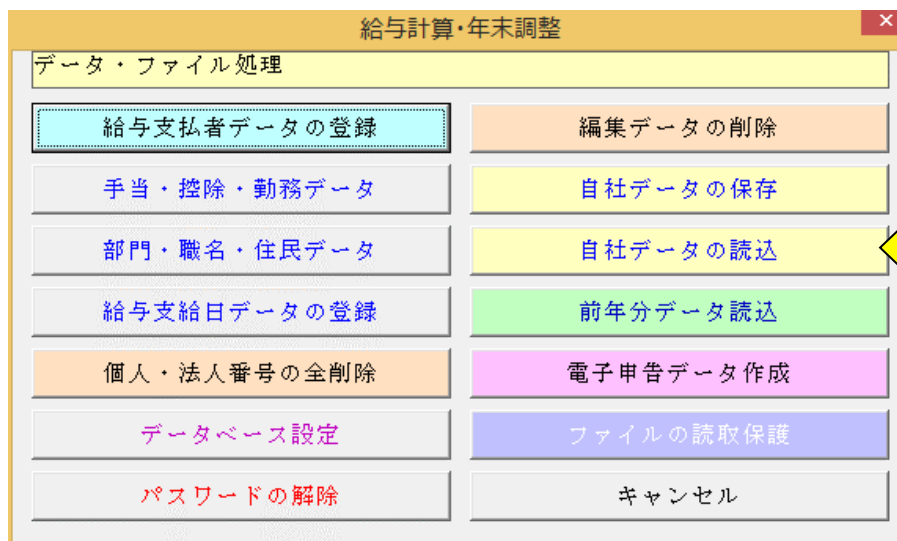 給与計算・年末調整
データ・ファイル処理
給与支払者データの登録
編集データの削除
手当・控除・勤務データ
自社データの保存
部門・職名・住民データ
自社データの読込
給与支給日データの登録
前年分データ読込
個人・法人番号の全削除
電子申告データ作成
データベース設定
ファイルの読取保護
パスワードの解除
キャンセル